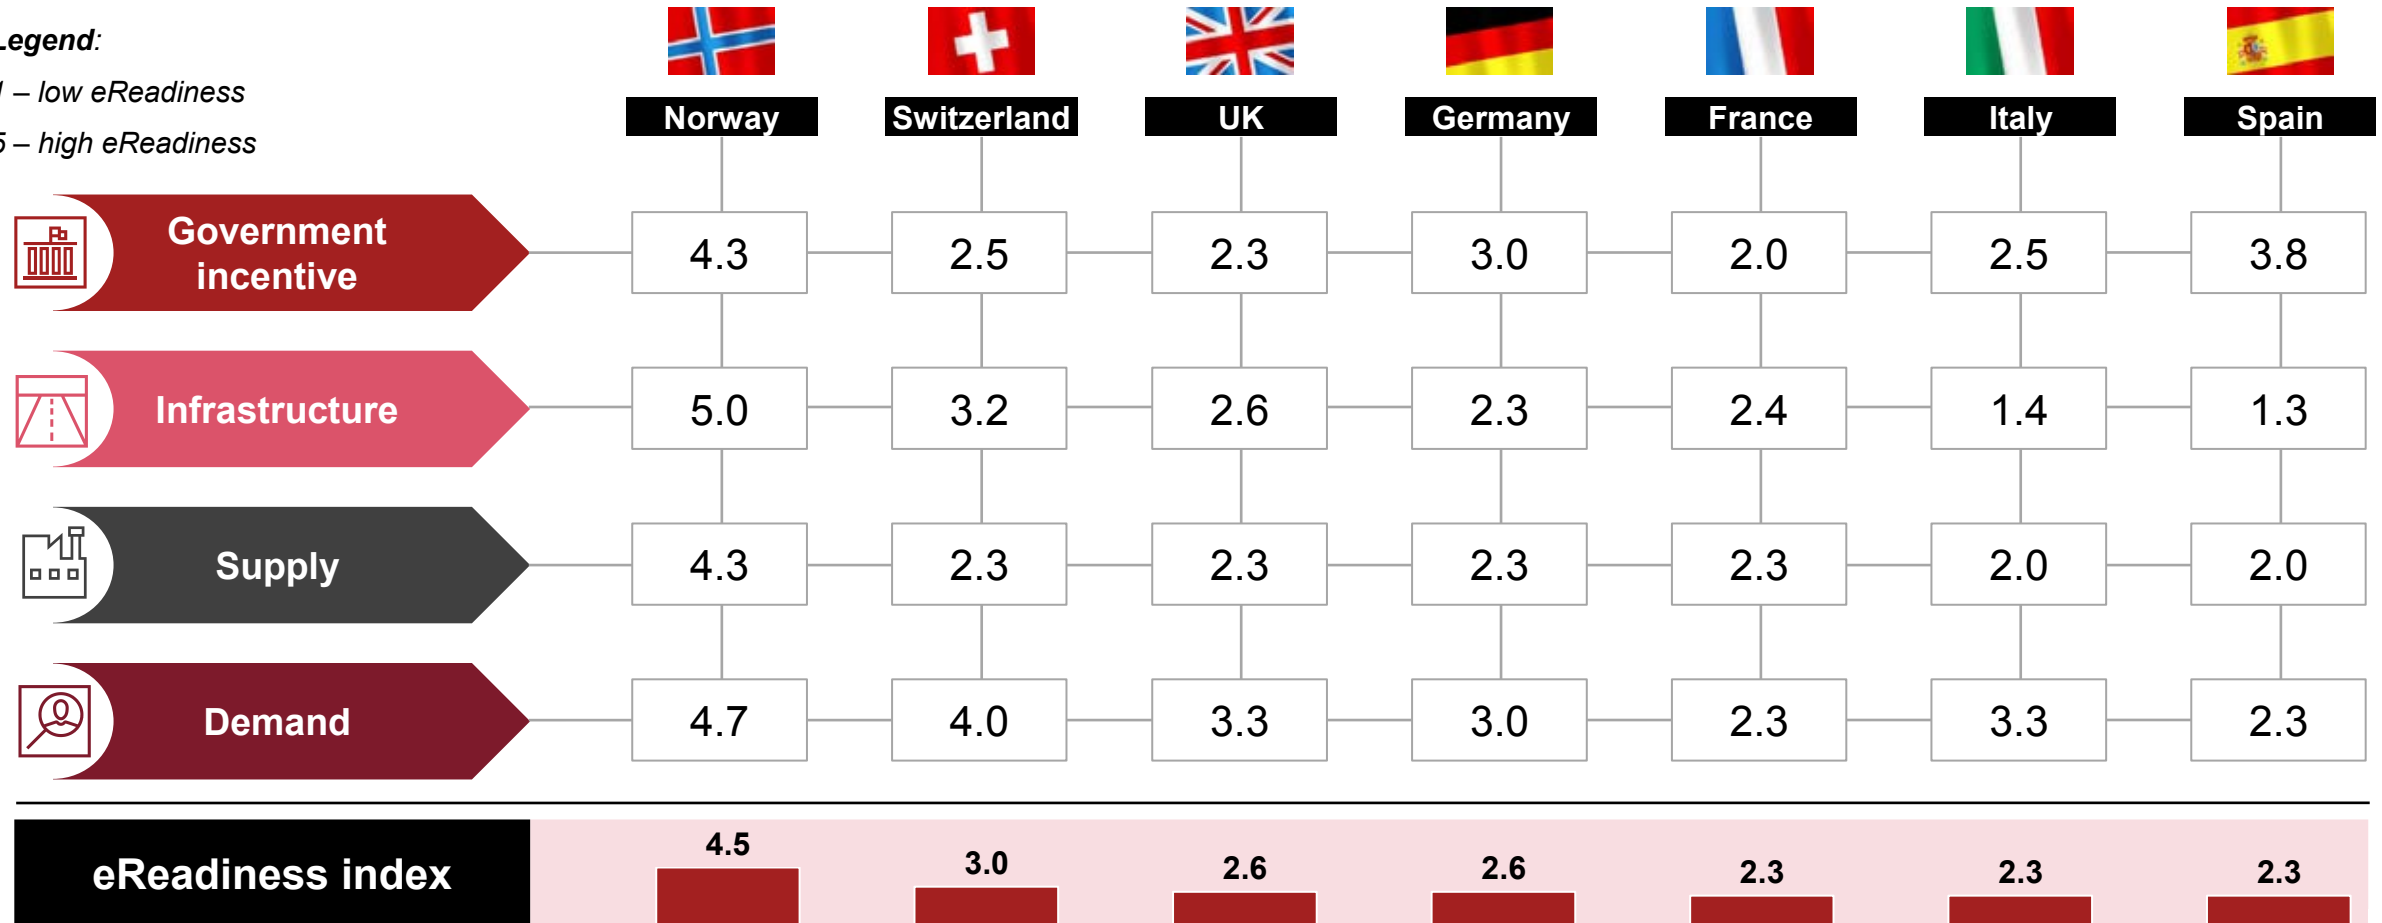 Legend:
1 – low eReadiness
5 – high eReadiness
Norway Switzerland UK Germany France Italy Spain
Government
incentive
4.3 2.5 2.3 3.0 2.0 2.5 3.8
Infrastructure 5.0 3.2 2.6 2.3 2.4 1.4 1.3
Supply 4.3 2.3 2.3 2.3 2.3 2.0 2.0
Demand 4.7 4.0 3.3 3.0 2.3 3.3 2.3
eReadiness index 4.5 3.0 2.6 2.6 2.3 2.3 2.3